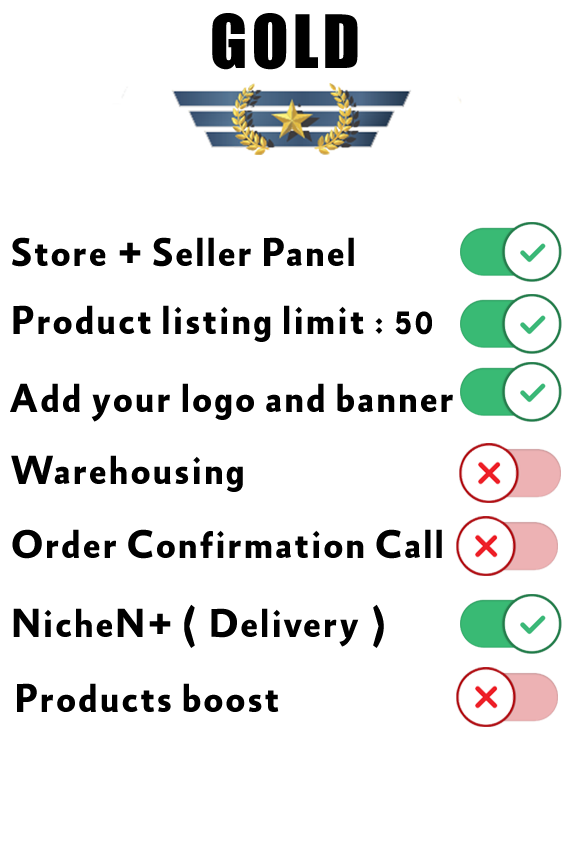 GOLD
Store + Seller Panel
Product listing limit : 50
Add your logo and banner
Warehousing
Order Confirmation Call
NicheN+ ( Delivery )
Products boost